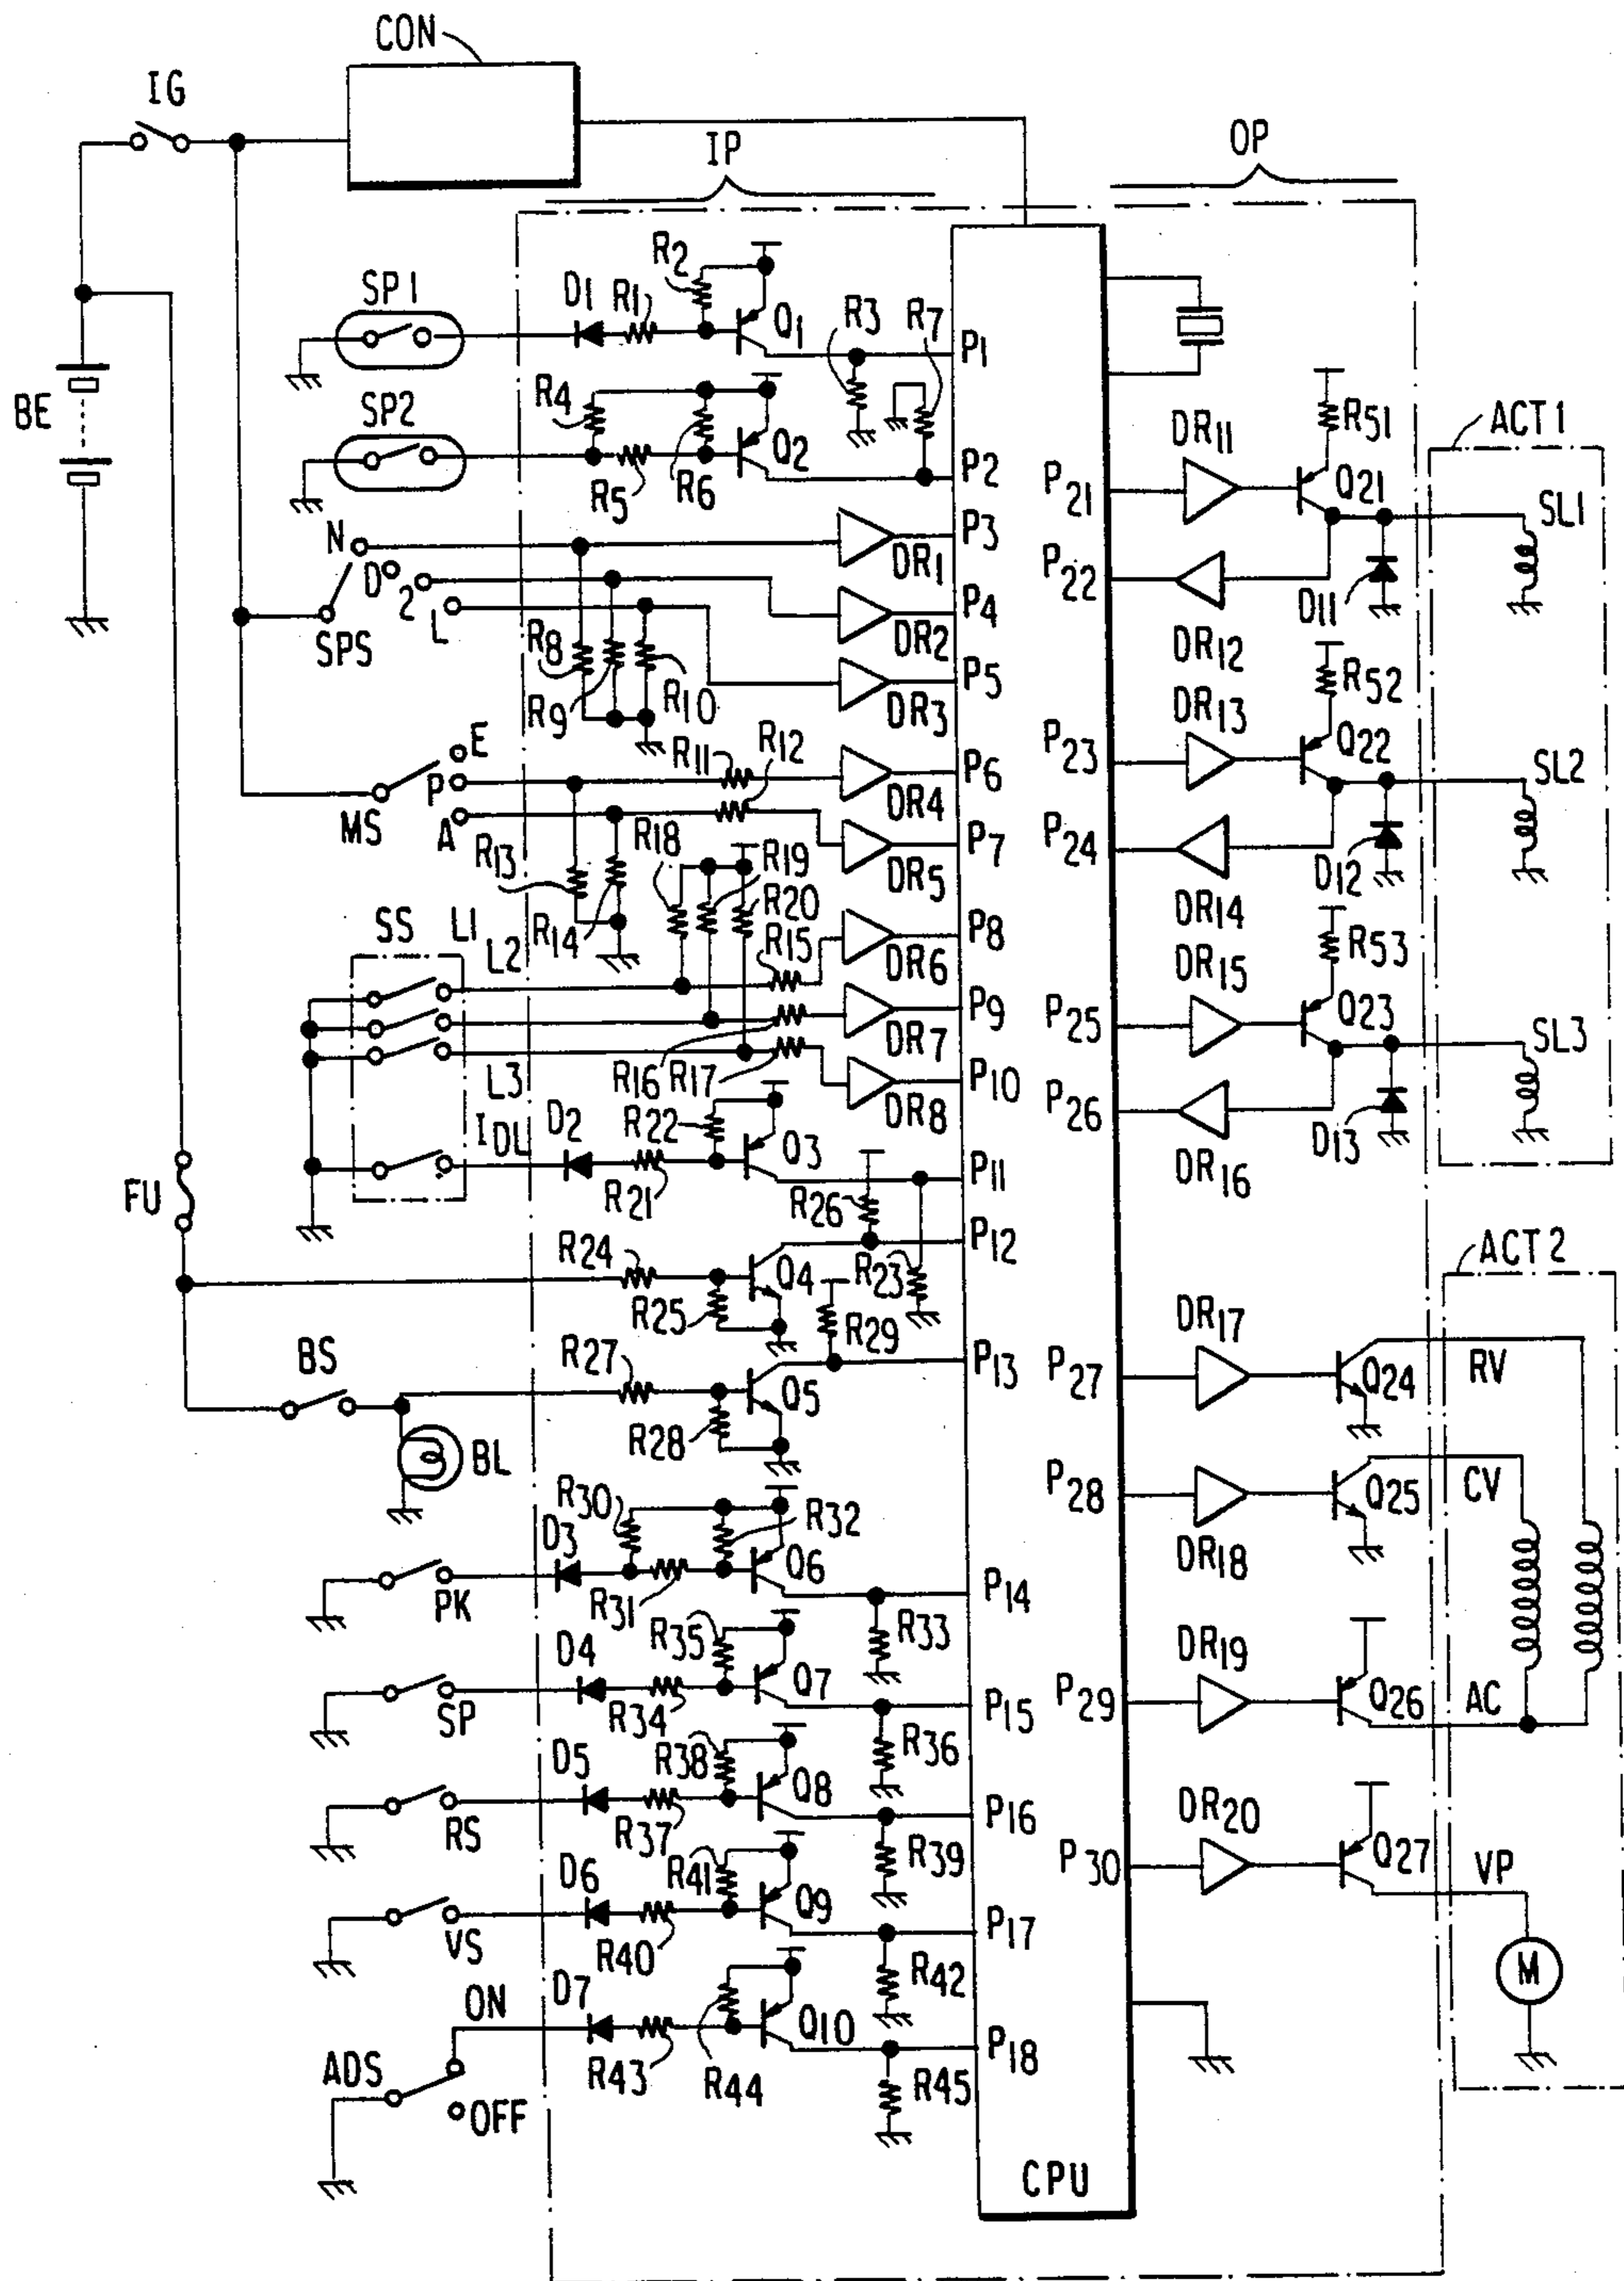 CON
IG
IP
OP
R2
SP1
D1
R1
Q1
R3
R7
P1
BE
R4
SP2
Q2
R5
R6
P2
R51
ACT1
DR11
P21
Q21
SL1
N
D
2
L
SPS
P3
DR1
P4
DR2
P5
DR3
R8
R9
R10
P22
DR12
D11
R52
E
P
A
MS
R11
R12
P6
DR4
P7
DR5
DR13
P23
Q22
SL2
P24
DR14
D12
R13
R14
R18
R19
R20
R15
P8
DR6
R53
SS
L1
L2
L3
IDL
P9
DR7
R16
R17
P10
DR8
DR15
P25
Q23
SL3
P26
DR16
D13
D2
R22
R21
Q3
P11
FU
R26
P12
R24
Q4
R23
R25
R29
ACT2
BS
R27
Q5
P13
DR17
P27
Q24
RV
R28
BL
P28
Q25
CV
DR18
R30
D3
R32
Q6
P14
PK
R31
R33
R35
D4
Q7
P15
SP
R34
R36
DR19
P29
Q26
AC
R38
D5
Q8
P16
RS
R37
R39
DR20
P30
Q27
VP
R41
D6
Q9
P17
VS
R40
R42
M
D7
ON
Q10
P18
ADS
R43
R44
R45
OFF
CPU